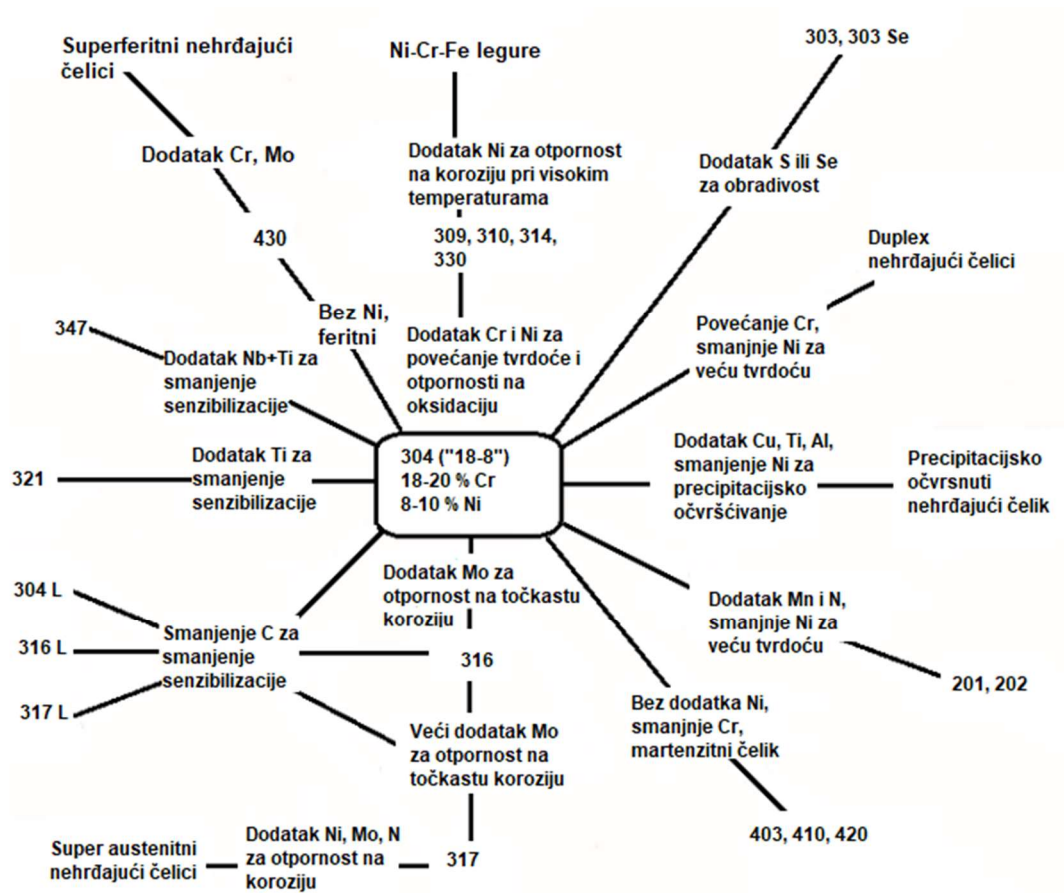 Superferitni nehrđajući
čelici
Ni-Cr-Fe legure
303, 303 Se
Dodatak Cr, Mo
Dodatak Ni za otpornost
na koroziju pri visokim
temperaturama
Dodatak S ili Se
za obradivost
430
309, 310, 314,
330
Duplex
nehrđajući čelici
347
Bez Ni,
feritni
Dodatak Cr i Ni za
povećanje tvrdoće i
otpornosti na
oksidaciju
Povećanje Cr,
smanjnje Ni za
veću tvrdoću
Dodatak Nb+Ti za
smanjenje
senzibilizacije
321
Dodatak Ti za
smanjenje
senzibilizacije
304 ("18-8")
18-20 % Cr
8-10 % Ni
Dodatak Cu, Ti, Al,
smanjenje Ni za
precipitacijsko
očvršćivanje
Precipitacijsko
očvrsnuti
nehrđajući čelik
Dodatak Mo za
otpornost na točkastu
koroziju
304 L
316 L
317 L
Smanjenje C za
smanjenje
senzibilizacije
316
Dodatak Mn i N,
smanjnje Ni za
veću tvrdoću
201, 202
Veći dodatak Mo
za otpornost na
točkastu koroziju
Bez dodatka Ni,
smanjnje Cr,
martenzitni čelik
403, 410, 420
Super austenitni
nehrđajući čelici
Dodatak Ni, Mo, N
za otpornost na
koroziju
317